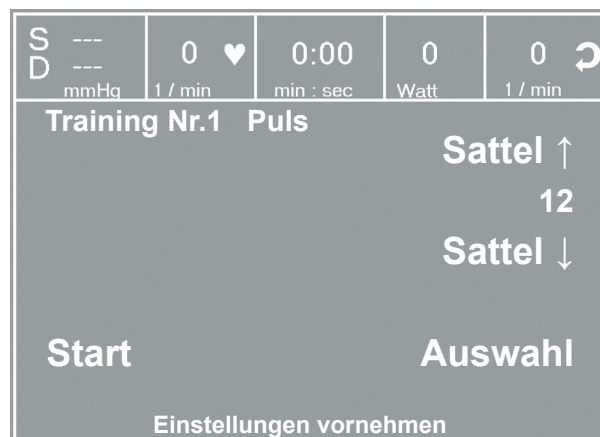 S --- 0 ♥ 0:00 0 0
D ---
mmHg 1 / min min : sec Watt 1 / min
Training Nr.1 Puls
Sattel ↑
12
Sattel ↓
Start Auswahl
Einstellungen vornehmen